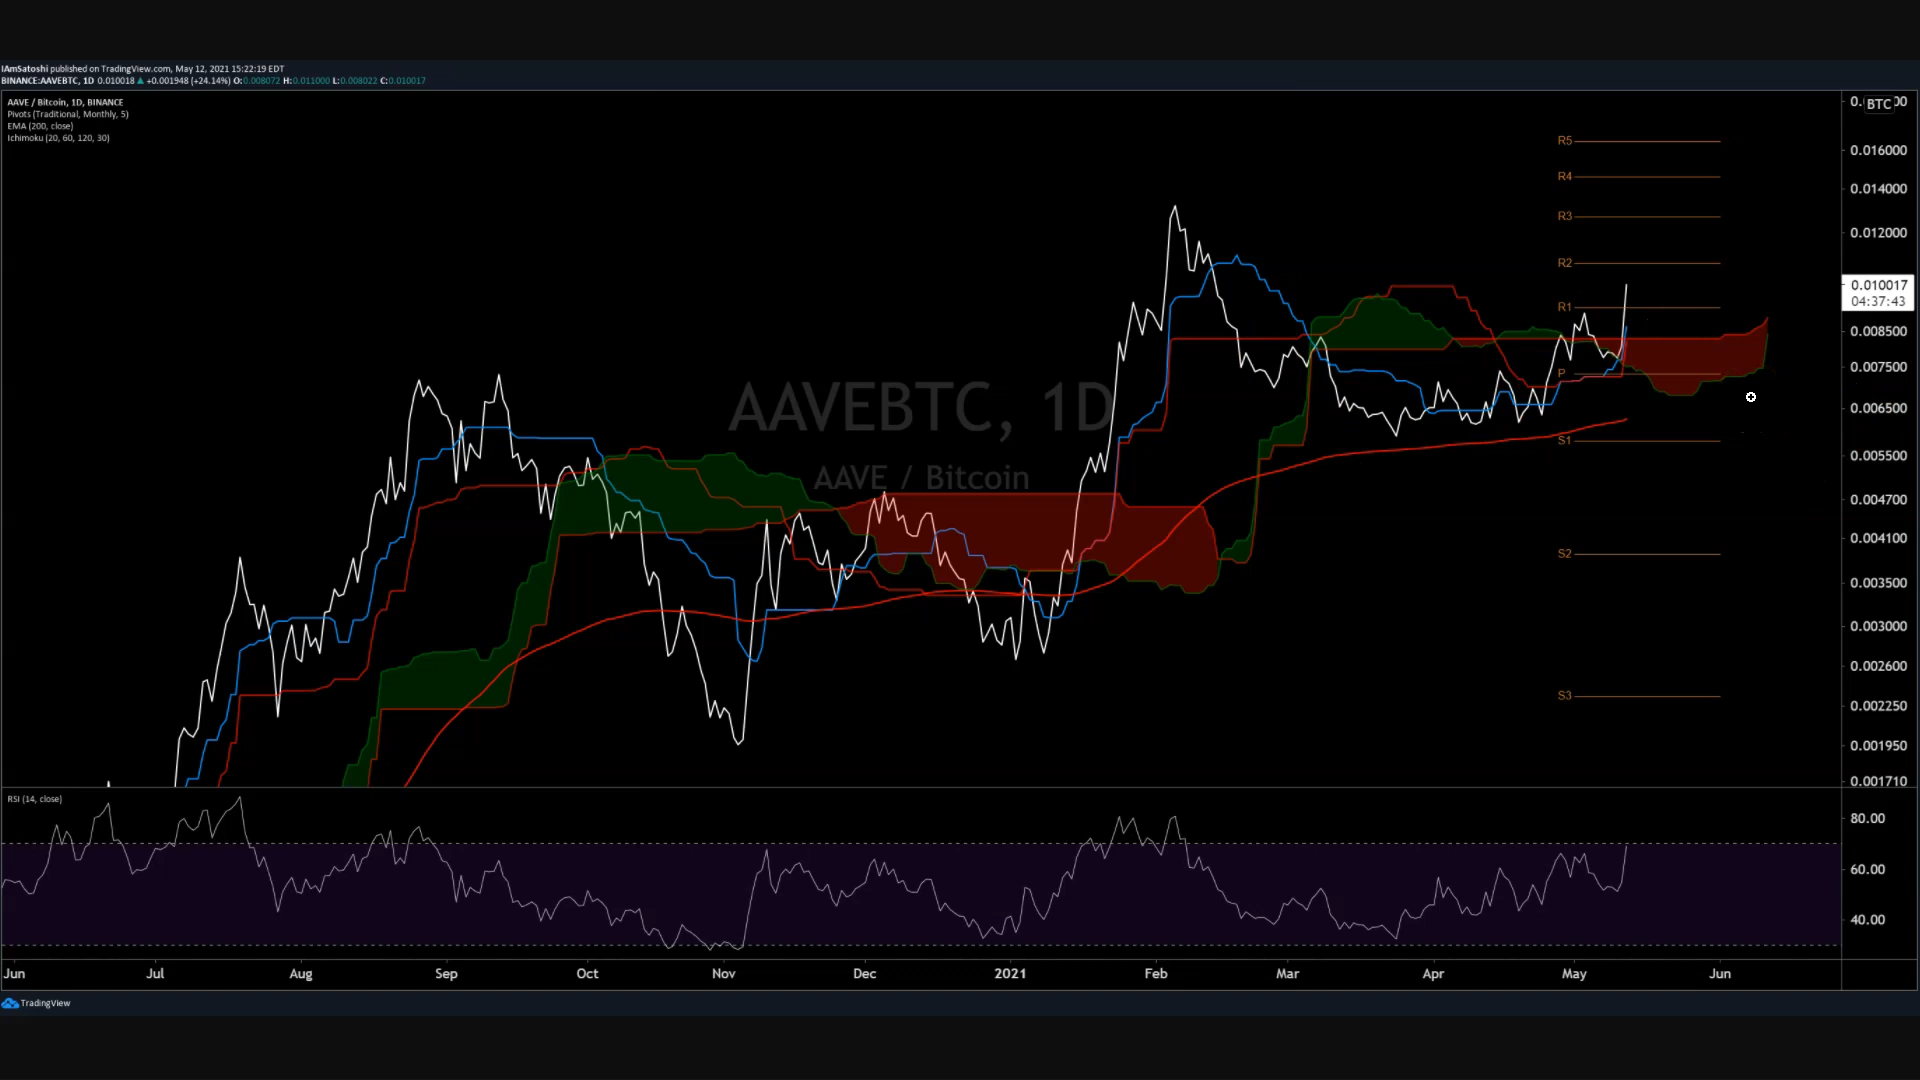 IAmSatoshi published on TradingView.com, May 12, 2021 15:22:19 EDT
BINANCE:AAVEBTC, 1D 0.010018 ▲ +0.001948 (+24.14%) O:0.008072 H:0.011000 L:0.008022 C:0.010017
AAVE / Bitcoin, 1D, BINANCE
Pivots (Traditional, Monthly, 5)
EMA (200, close)
Ichimoku (20, 60, 120, 30)
BTC
R5
0.016000
R4
0.014000
R3
0.012000
R2
0.010017
04:37:43
R1
0.008500
P
0.007500
AAVEBTC, 1D
0.006500
S1
0.005500
AAVE / Bitcoin
0.004700
0.004100
S2
0.003500
0.003000
0.002600
S3
0.002250
0.001950
0.001710
RSI (14, close)
80.00
60.00
40.00
Jun Jul Aug Sep Oct Nov Dec 2021 Feb Mar Apr May Jun
TradingView